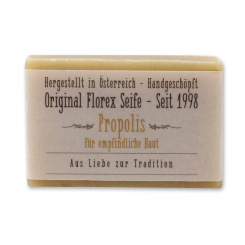 Hergestellt in Österreich - Handgeschöpft
Original Florex Seife - Seit 1998
Propolis
für empfindliche Haut
Aus Liebe zur Tradition